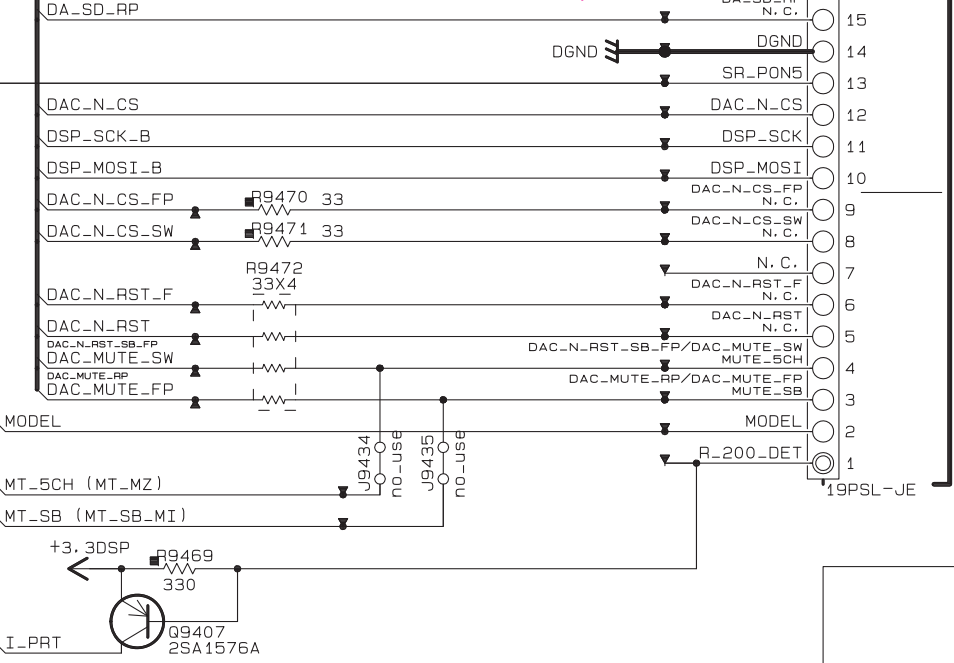 DA_SD_RP
N.C.
15
DGND
DGND
14
SR_PON5
13
DAC_N_CS
DAC_N_CS
12
DSP_SCK_B
DSP_SCK
11
DSP_MOSI_B
DSP_MOSI
10
DAC_N_CS_FP
R9470 33
DAC_N_CS_FP
N.C.
9
DAC_N_CS_SW
R9471 33
DAC_N_CS_SW
N.C.
8
R9472
33X4
N.C.
7
DAC_N_RST_F
DAC_N_RST_F
N.C.
6
DAC_N_RST
DAC_N_RST
N.C.
5
DAC_N_RST_SB_FP
DAC_MUTE_SW
DAC_N_RST_SB_FP/DAC_MUTE_SW
MUTE_5CH
4
DAC_MUTE_RP
DAC_MUTE_FP
DAC_MUTE_RP/DAC_MUTE_FP
MUTE_SB
3
MODEL
MODEL
2
J9434
no_use
J9435
no_use
R_200_DET
1
19PSL-JE
MT_5CH (MT_MZ)
MT_SB (MT_SB_MI)
+3.3DSP
R9469
330
Q9407
2SA1576A
I_PRT